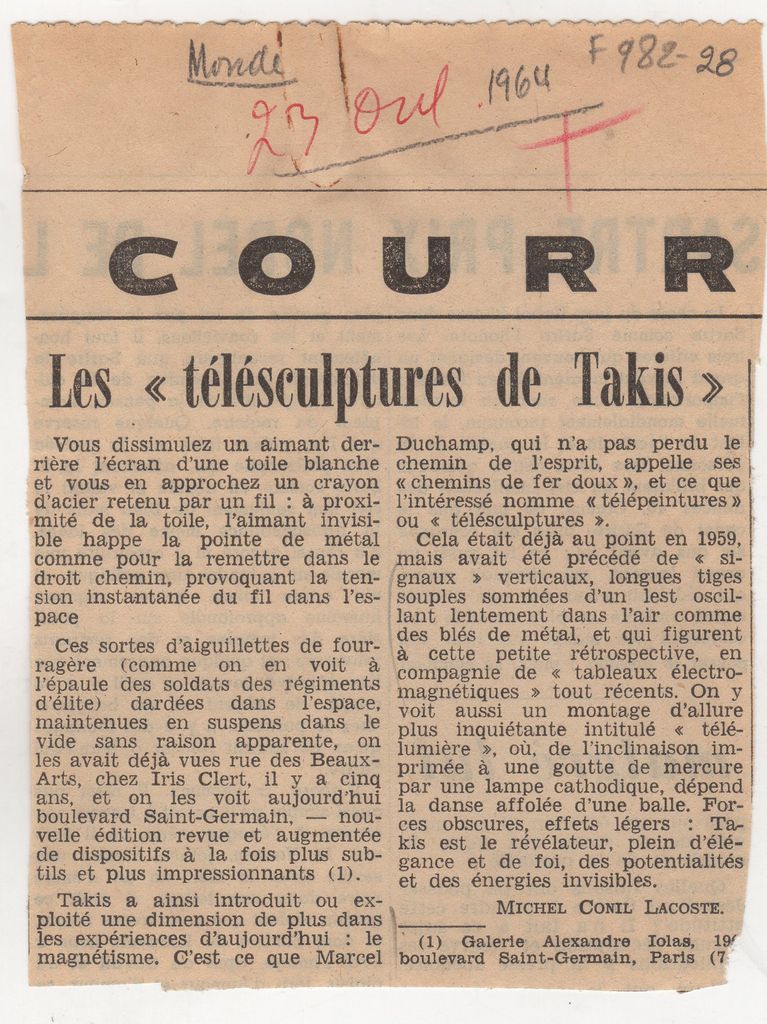 Monde
F 982-28
23 Oct 1964
COURR
Les « télésculptures de Takis »
Vous dissimulez un aimant der-
rière l'écran d'une toile blanche
et vous en approchez un crayon
d'acier retenu par un fil : à proxi-
mité de la toile, l'aimant invisi-
ble happe la pointe de métal
comme pour la remettre dans le
droit chemin, provoquant la ten-
sion instantanée du fil dans l'es-
pace
Ces sortes d'aiguillettes de four-
ragère (comme on en voit à
l'épaule des soldats des régiments
d'élite) dardées dans l'espace,
maintenues en suspens dans le
vide sans raison apparente, on
les avait déjà vues rue des Beaux-
Arts, chez Iris Clert, il y a cinq
ans, et on les voit aujourd'hui
boulevard Saint-Germain, — nou-
velle édition revue et augmentée
de dispositifs à la fois plus sub-
tils et plus impressionnants (1).
Takis a ainsi introduit ou ex-
ploité une dimension de plus dans
les expériences d'aujourd'hui : le
magnétisme. C'est ce que Marcel
Duchamp, qui n'a pas perdu le
chemin de l'esprit, appelle ses
« chemins de fer doux », et ce que
l'intéressé nomme « télépeintures »
ou « télésculptures ».
Cela était déjà au point en 1959,
mais avait été précédé de « si-
gnaux » verticaux, longues tiges
souples sommées d'un lest oscil-
lant lentement dans l'air comme
des blés de métal, et qui figurent
à cette petite rétrospective, en
compagnie de « tableaux électro-
magnétiques » tout récents. On y
voit aussi un montage d'allure
plus inquiétante intitulé « télé-
lumière », où, de l'inclinaison im-
primée à une goutte de mercure
par une lampe cathodique, dépend
la danse affolée d'une balle. For-
ces obscures, effets légers : Ta-
kis est le révélateur, plein d'élé-
gance et de foi, des potentialités
et des énergies invisibles.
MICHEL CONIL LACOSTE.
(1) Galerie Alexandre Iolas, 196
boulevard Saint-Germain, Paris (7